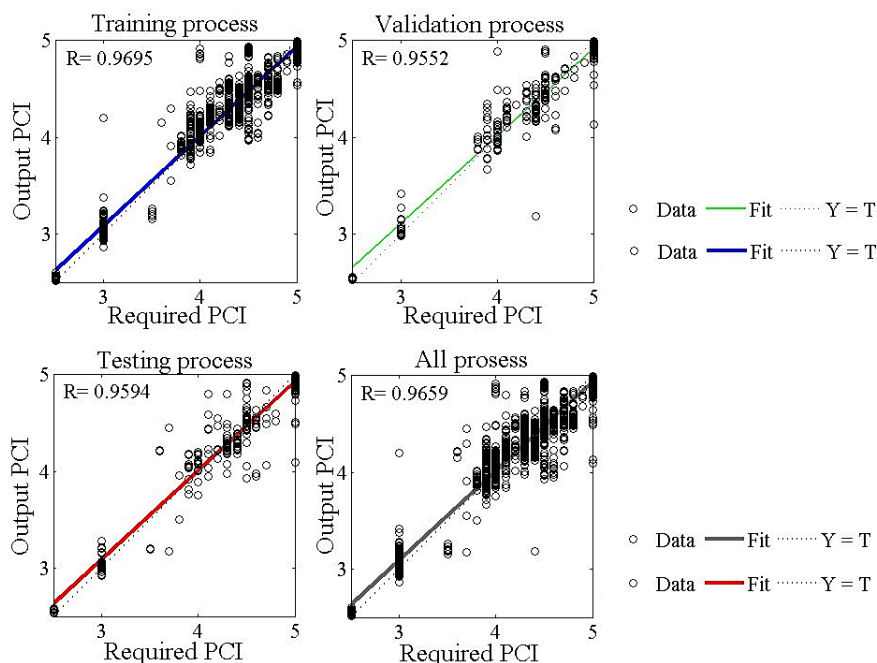 Training process
R= 0.9695
Output PCI
5
4
3
3
4
5
Required PCI
Validation process
R= 0.9552
Output PCI
5
4
3
3
4
5
Required PCI
Data Fit Y = T
Data Fit Y = T
Testing process
R= 0.9594
Output PCI
5
4
3
3
4
5
Required PCI
All prosess
R= 0.9659
Output PCI
5
4
3
3
4
5
Required PCI
Data Fit Y = T
Data Fit Y = T